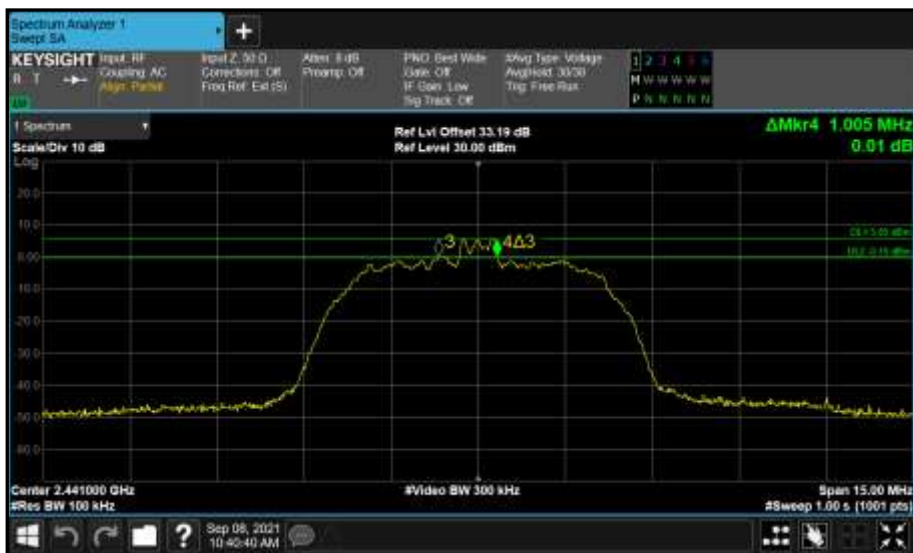 Spectrum Analyzer 1
Swept SA
+
KEYSIGHT
R T
Input: RF
Coupling: AC
Align: Partial
Input Z: 50 Ω
Corrections: Off
Freq Ref: Ext (S)
Atten: 8 dB
Preamp: Off
PNO: Best Wide
Gate: Off
IF Gain: Low
Sig Track: Off
#Avg Type: Voltage
Avg|Hold: 30/30
Trig: Free Run
1 2 3 4 5 6
M W W W W W
P N N N N N
1 Spectrum
Scale/Div 10 dB
Log
Ref Lvl Offset 33.19 dB
Ref Level 30.00 dBm
ΔMkr4 1.005 MHz
0.01 dB
20.0
10.0
0.00
-10.0
-20.0
-30.0
-40.0
-50.0
-60.0
3
4Δ3
Center 2.441000 GHz
#Res BW 100 kHz
#Video BW 300 kHz
Span 15.00 MHz
#Sweep 1.00 s (1001 pts)
?
Sep 08, 2021
10:40:40 AM